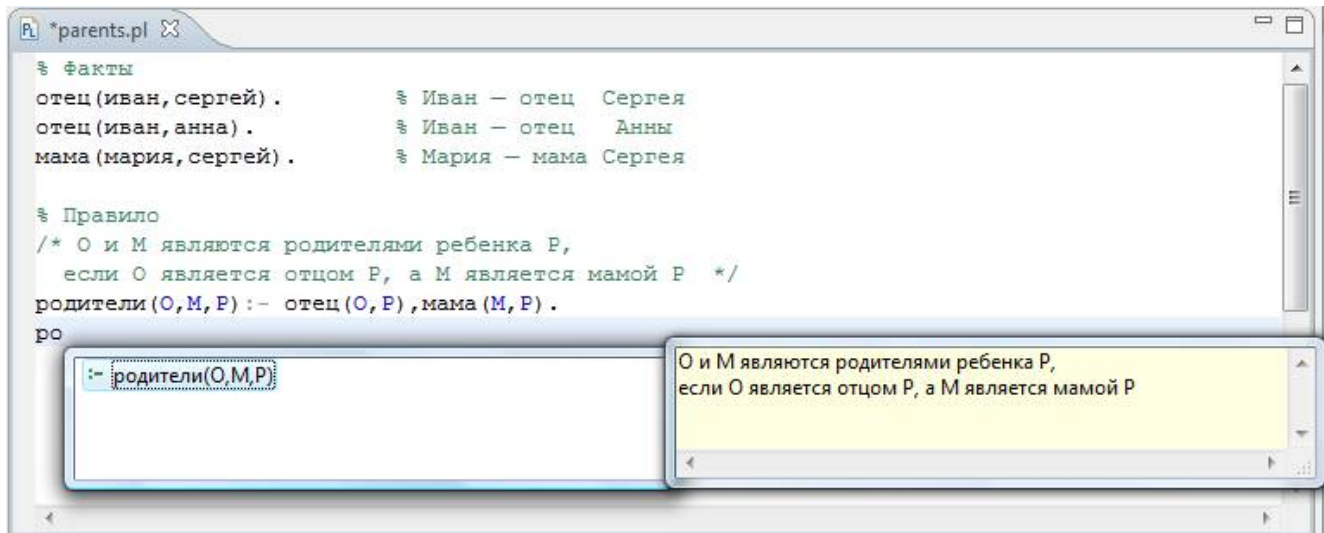 *parents.pl
% Факты
отец(иван,сергей). % Иван — отец Сергея
отец(иван,анна). % Иван — отец Анны
мама(мария,сергей). % Мария — мама Сергея
% Правило
/* О и М являются родителями ребенка Р,
если О является отцом Р, а М является мамой Р */
родители(О,М,Р):- отец(О,Р),мама(М,Р).
ро
:- родители(О,М,Р)
О и М являются родителями ребенка Р,
если О является отцом Р, а М является мамой Р